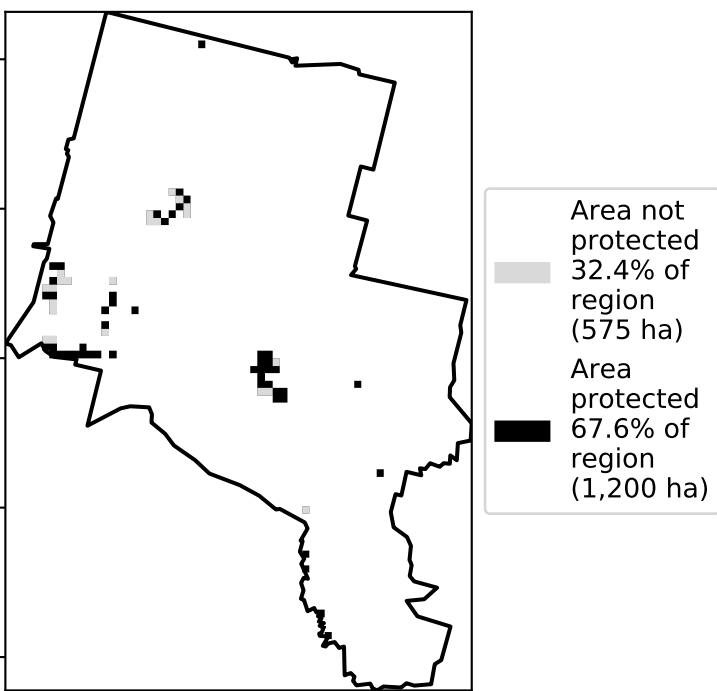 Area not
protected
32.4% of
region
(575 ha)
Area
protected
67.6% of
region
(1,200 ha)